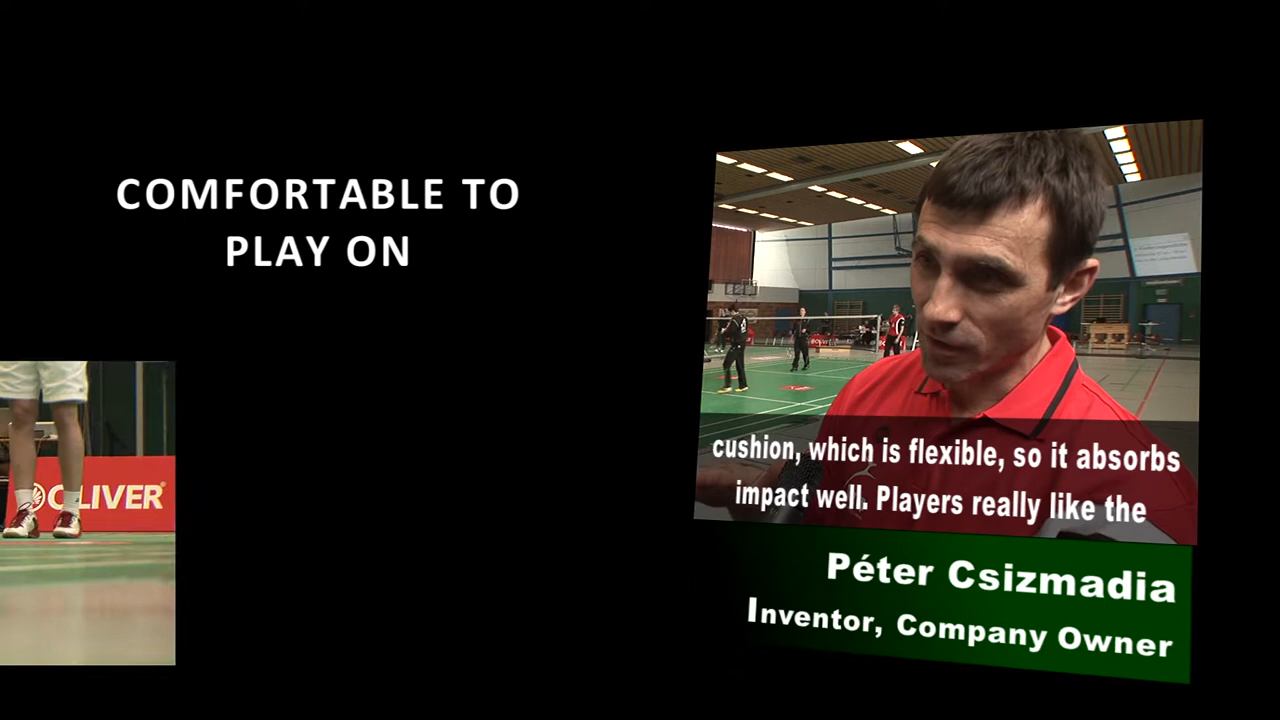 COMFORTABLE TO
PLAY ON
OLIVER
cushion, which is flexible, so it absorbs
impact well. Players really like the
Péter Csizmadia
Inventor, Company Owner